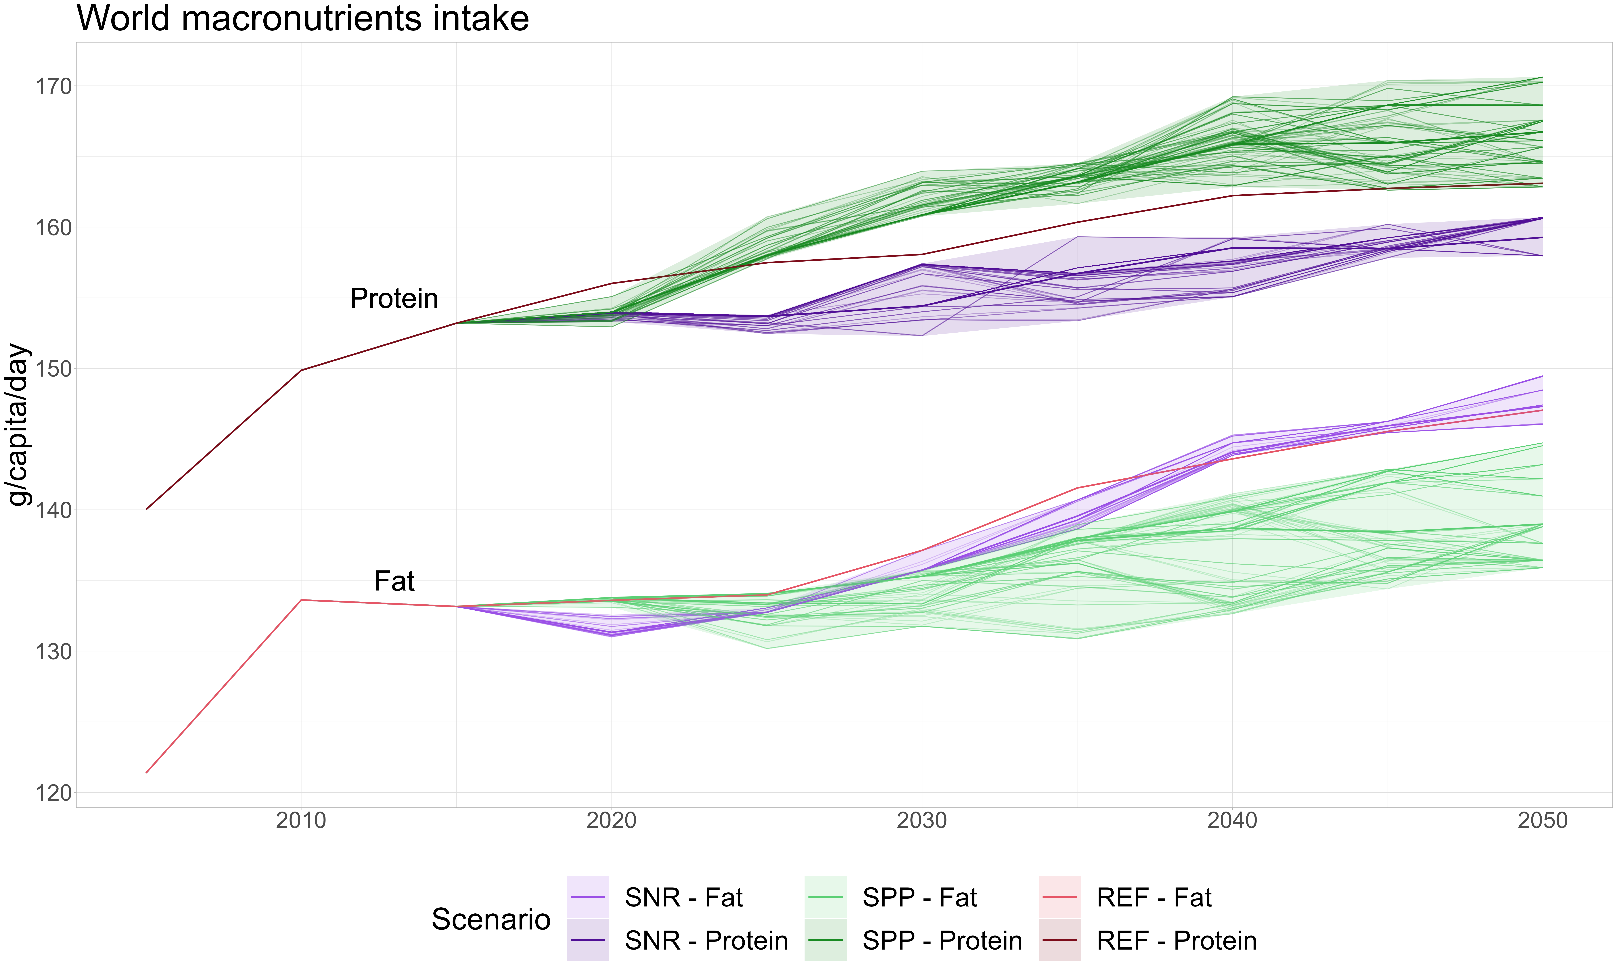 World macronutrients intake
g/capita/day
170
160
150
140
130
120
Protein
Fat
2010 2020 2030 2040 2050
Scenario
SNR - Fat SPP - Fat REF - Fat
SNR - Protein SPP - Protein REF - Protein